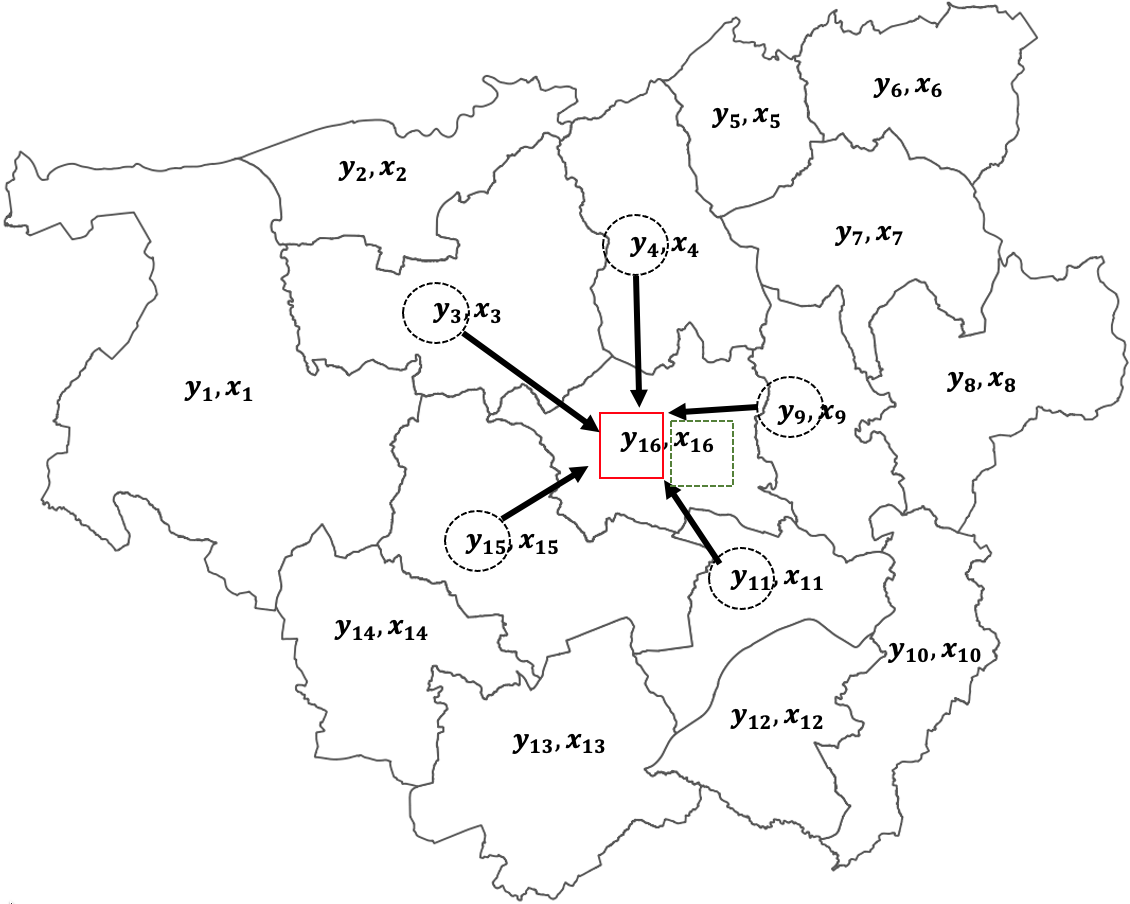 y₆, x₆
y₅, x₅
y₂, x₂
y₇, x₇
y₄, x₄
y₃, x₃
y₁, x₁
y₈, x₈
y₉, x₉
y₁₆, x₁₆
y₁₅, x₁₅
y₁₁, x₁₁
y₁₄, x₁₄
y₁₀, x₁₀
y₁₂, x₁₂
y₁₃, x₁₃